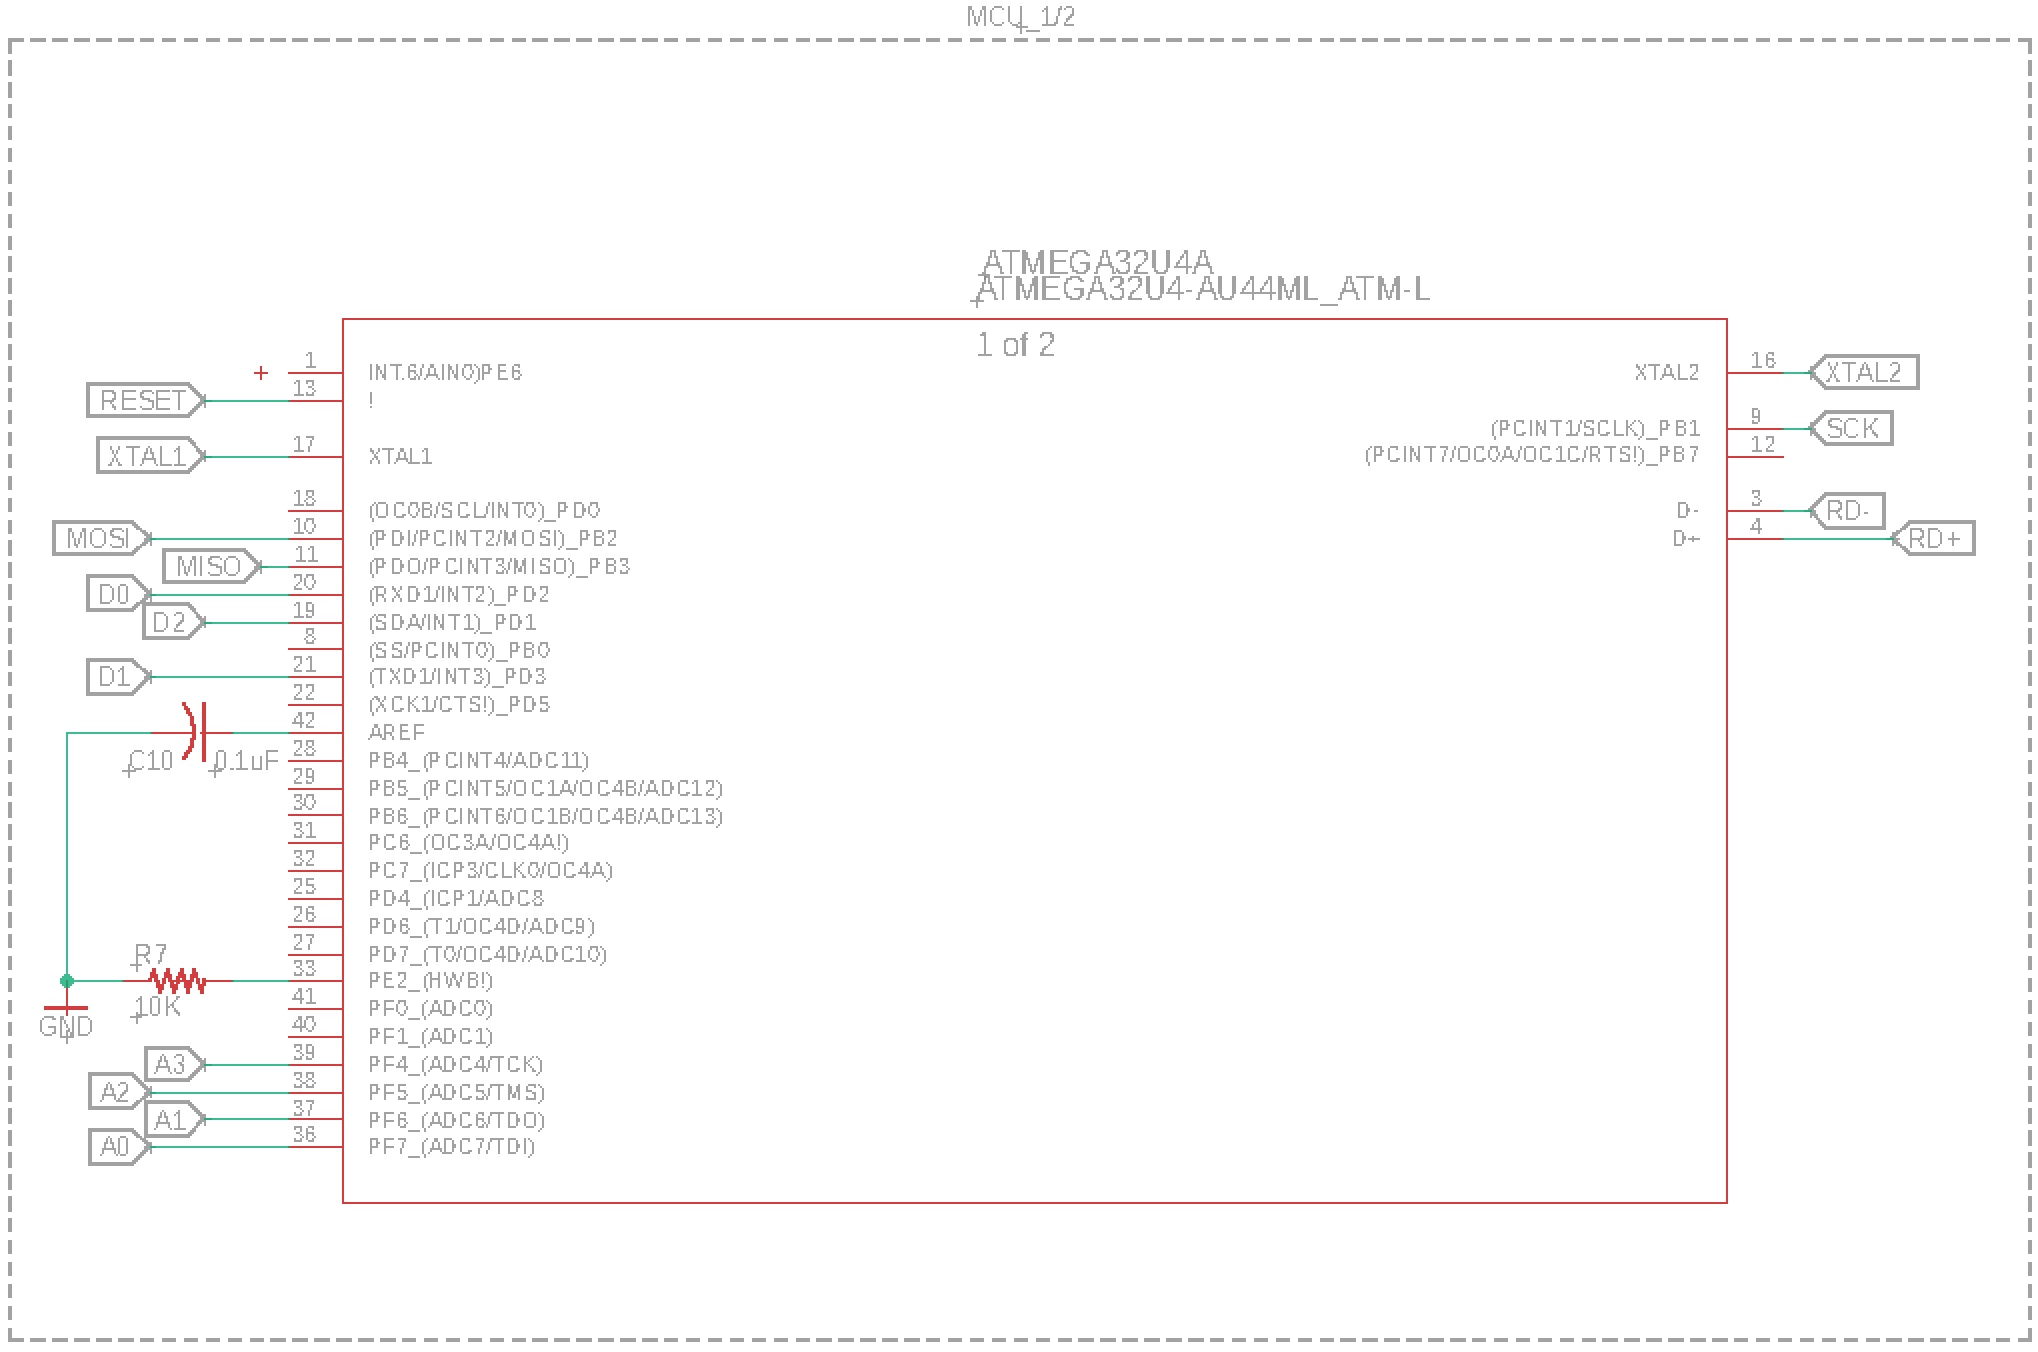 MCU_1/2
ATMEGA32U4A
ATMEGA32U4-AU44ML_ATM-L
1 of 2
1 INT.6/AIN0)PE6
RESET 13 !
XTAL1 17 XTAL1
18 (OC0B/SCL/INT0)_PD0
MOSI 10 (PDI/PCINT2/MOSI)_PB2
MISO 11 (PDO/PCINT3/MISO)_PB3
D0 20 (RXD1/INT2)_PD2
D2 19 (SDA/INT1)_PD1
8 (SS/PCINT0)_PB0
D1 21 (TXD1/INT3)_PD3
22 (XCK1/CTS!)_PD5
42 AREF
C10 0.1uF
28 PB4_(PCINT4/ADC11)
29 PB5_(PCINT5/OC1A/OC4B/ADC12)
30 PB6_(PCINT6/OC1B/OC4B/ADC13)
31 PC6_(OC3A/OC4A!)
32 PC7_(ICP3/CLK0/OC4A)
25 PD4_(ICP1/ADC8
26 PD6_(T1/OC4D/ADC9)
27 PD7_(T0/OC4D/ADC10)
R7
10K
33 PE2_(HWB!)
GND
41 PF0_(ADC0)
40 PF1_(ADC1)
A3 39 PF4_(ADC4/TCK)
A2 38 PF5_(ADC5/TMS)
A1 37 PF6_(ADC6/TDO)
A0 36 PF7_(ADC7/TDI)
XTAL2 16 XTAL2
(PCINT1/SCLK)_PB1 9 SCK
(PCINT7/OC0A/OC1C/RTS!)_PB7 12
D- 3 RD-
D+ 4 RD+